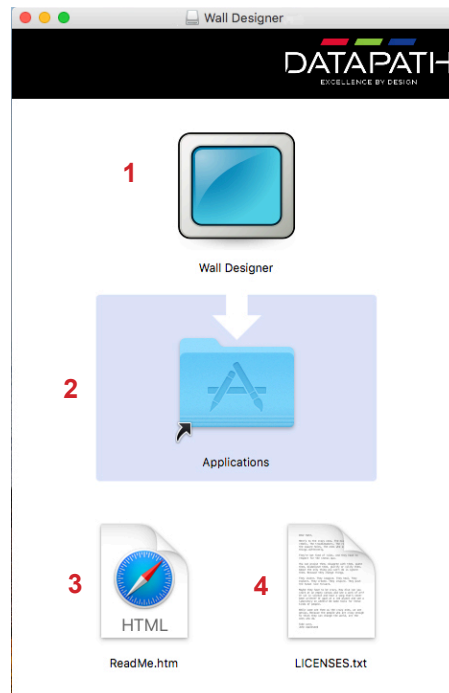 Wall Designer
DATAPATH
EXCELLENCE BY DESIGN
1
Wall Designer
2
Applications
3
HTML
ReadMe.htm
4
LICENSES.txt